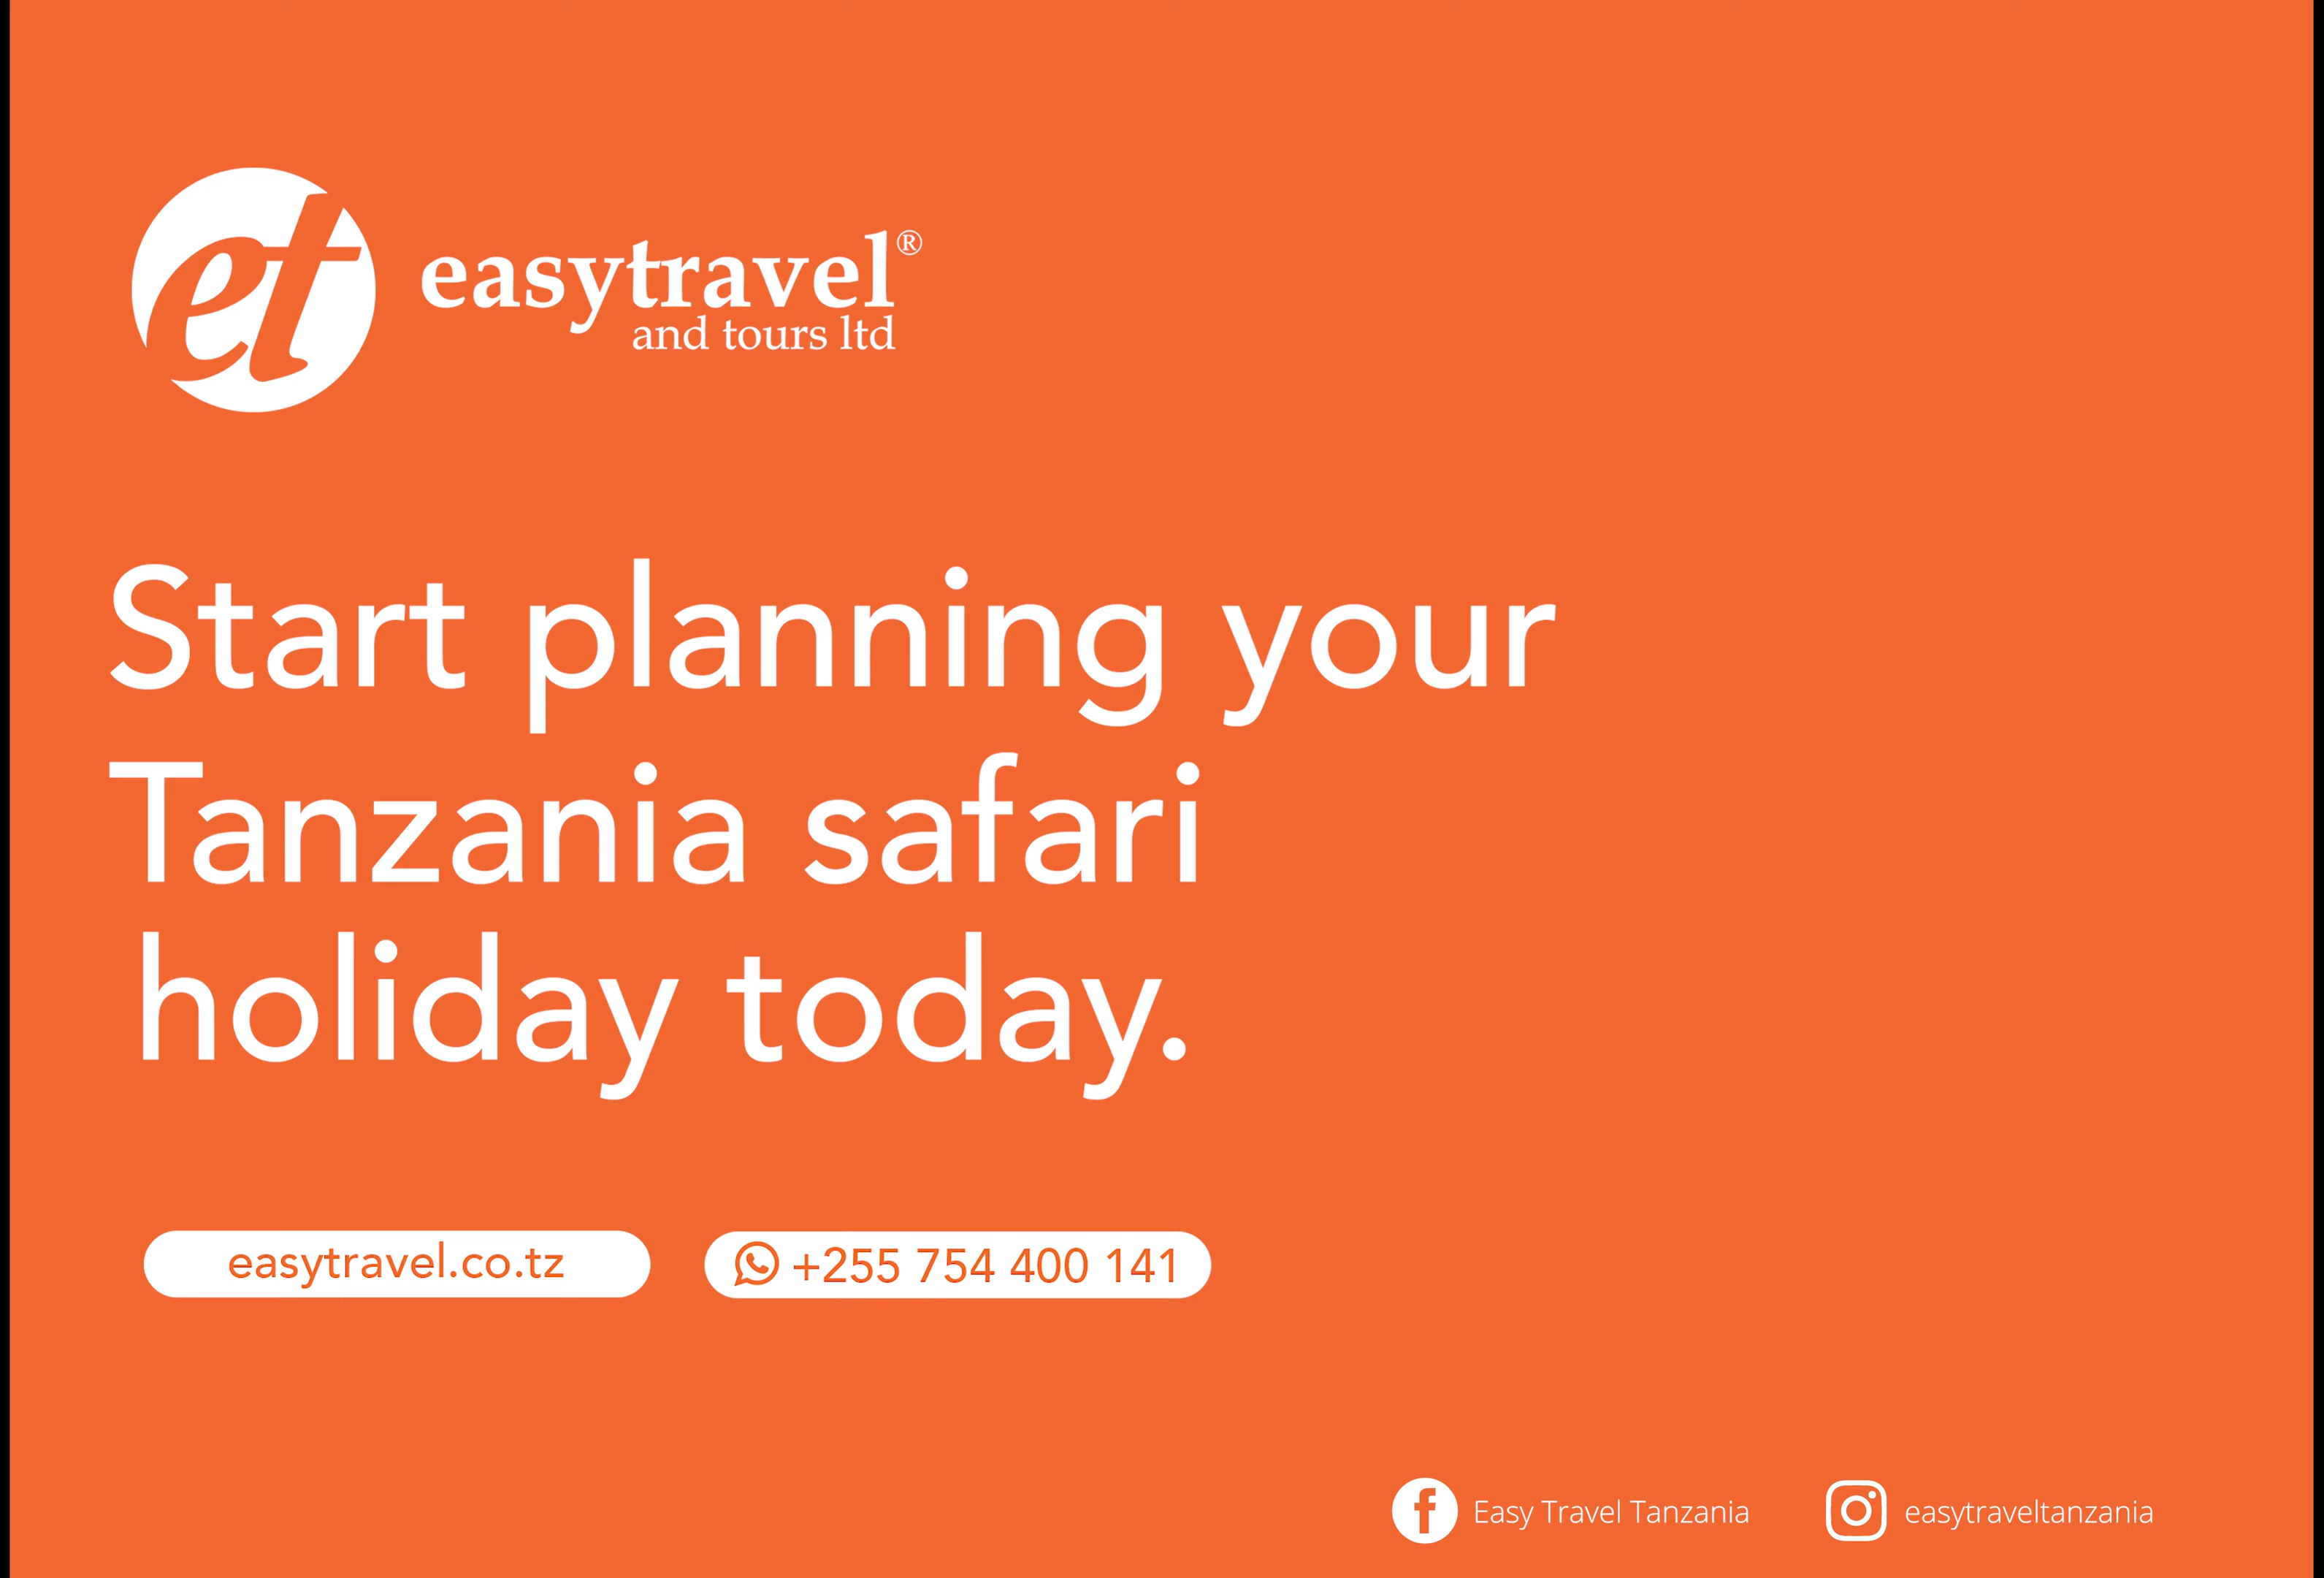 et easytravel®
and tours ltd
Start planning your
Tanzania safari
holiday today.
easytravel.co.tz
+255 754 400 141
Easy Travel Tanzania
easytraveltanzania